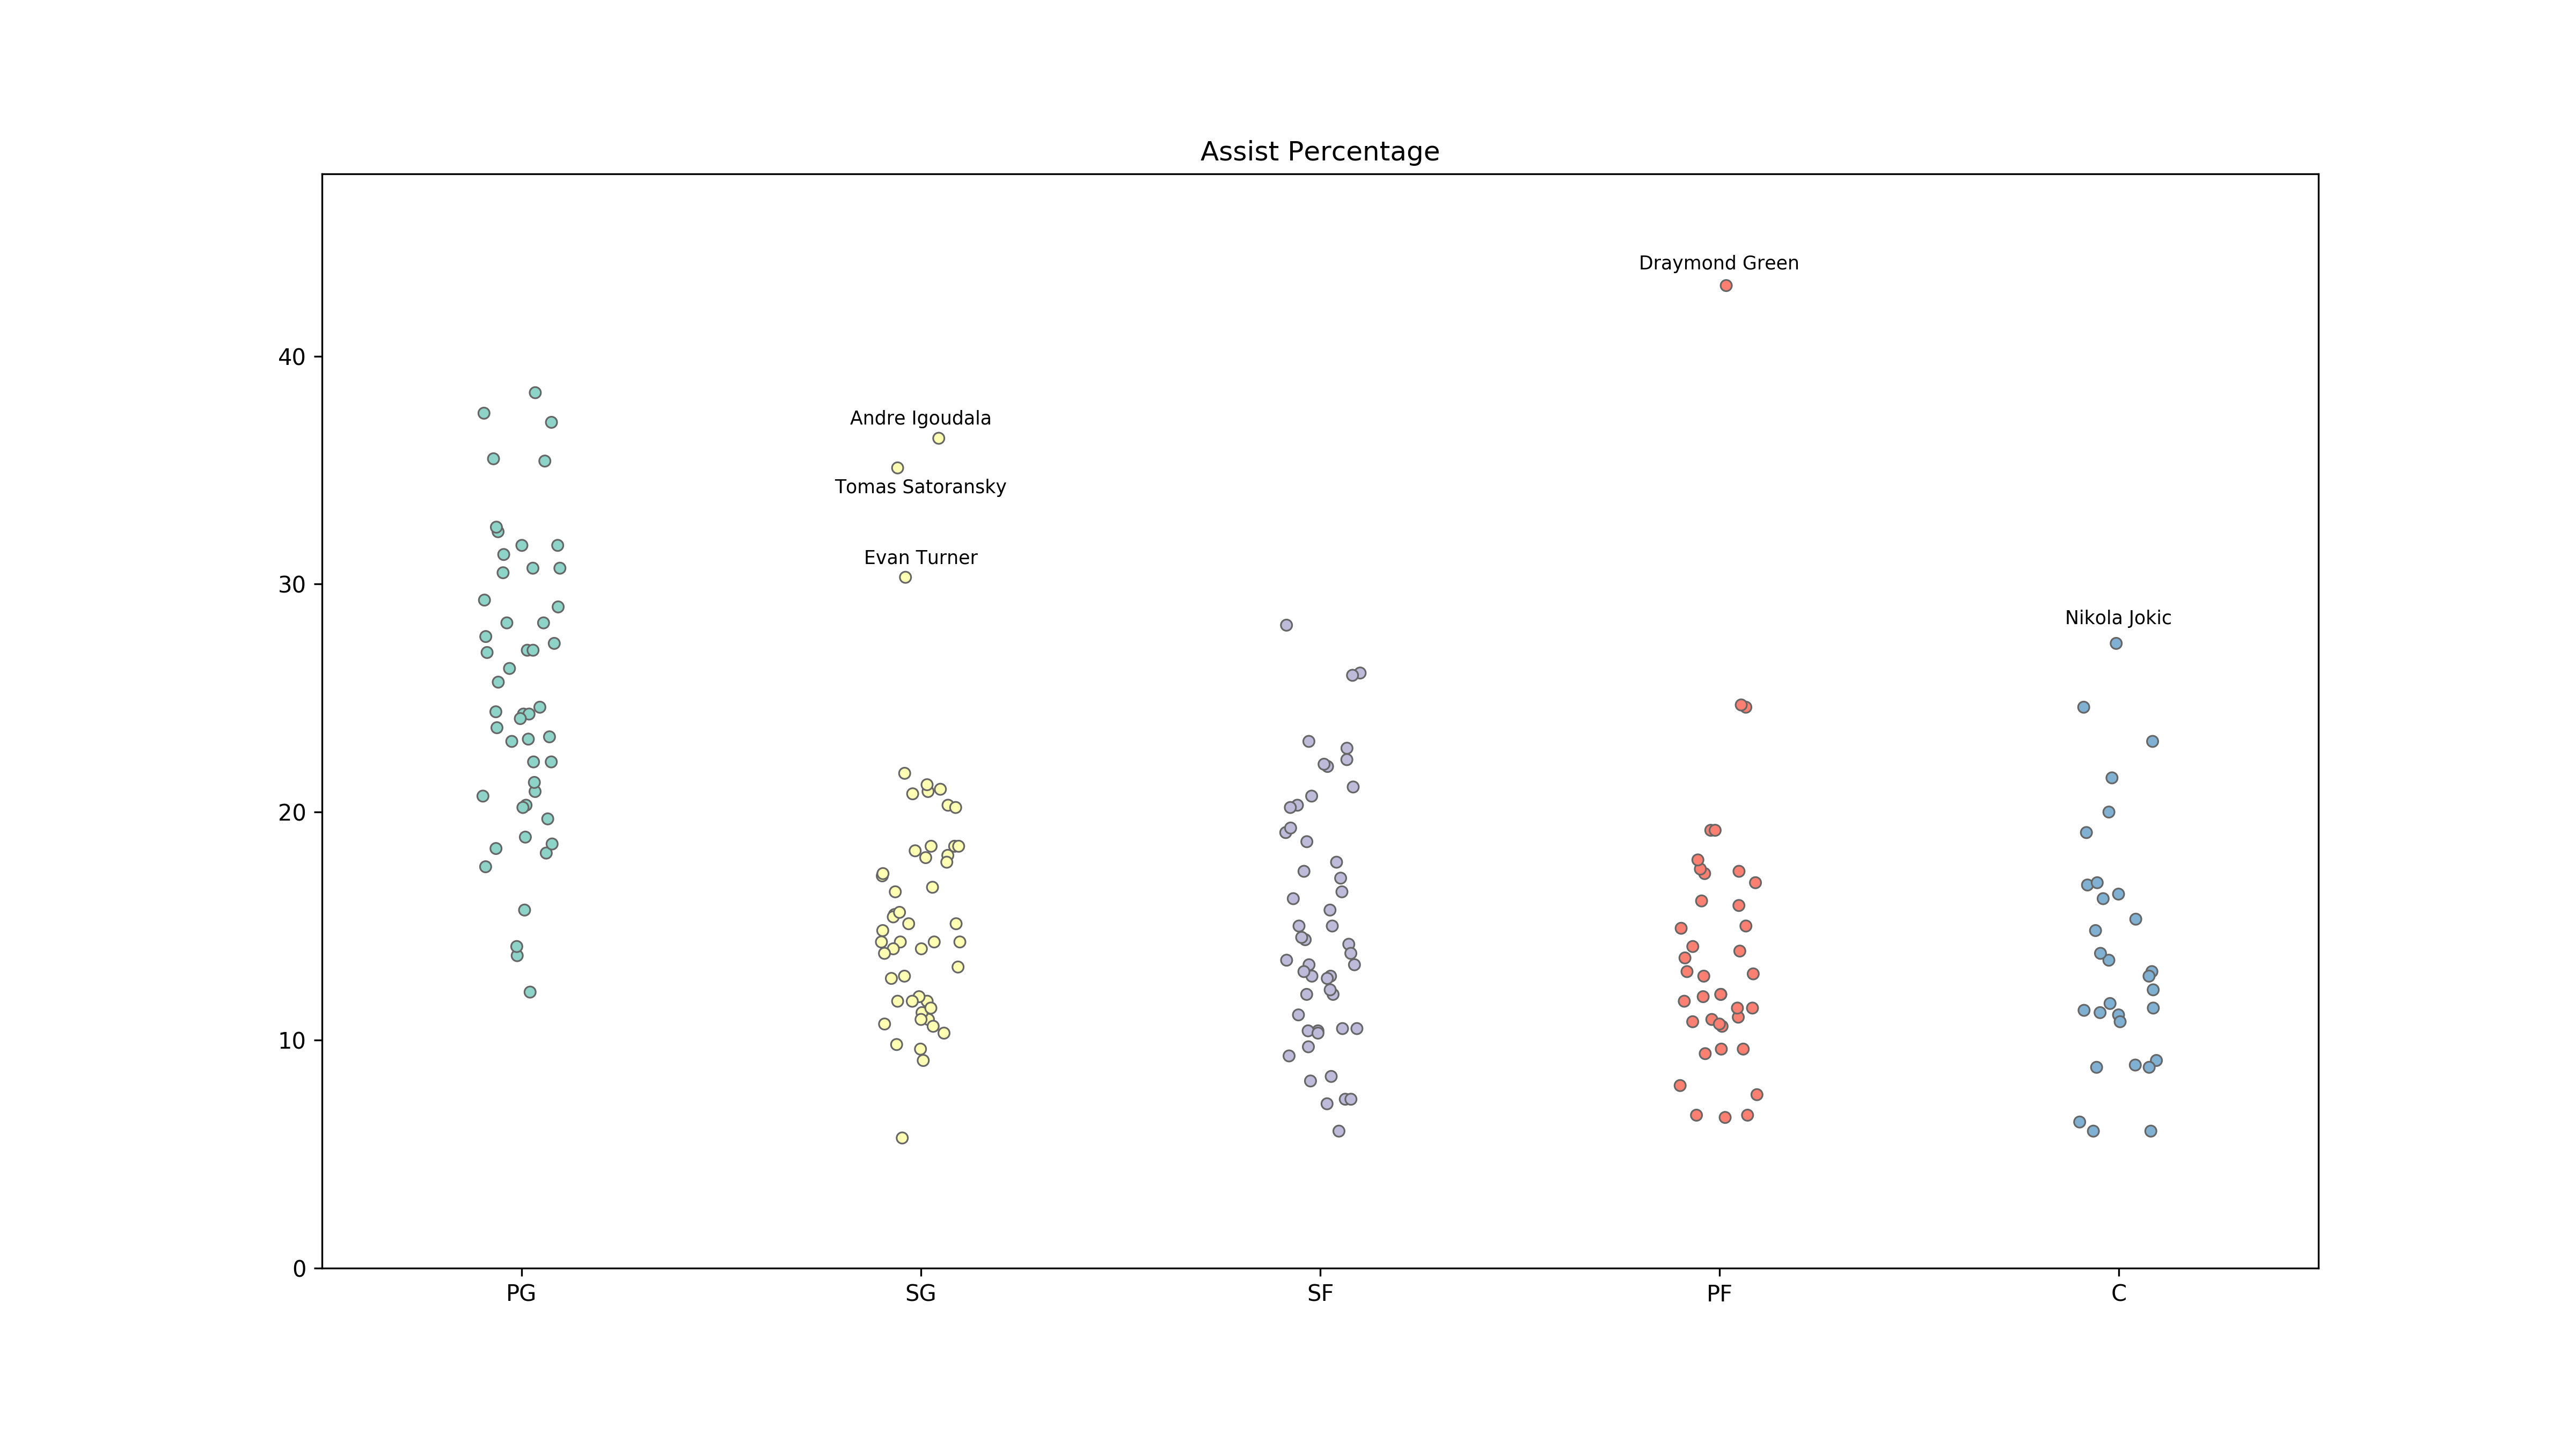 Assist Percentage
Draymond Green
40
Andre Igoudala
Tomas Satoransky
Evan Turner
30
Nikola Jokic
20
10
0
PG
SG
SF
PF
C